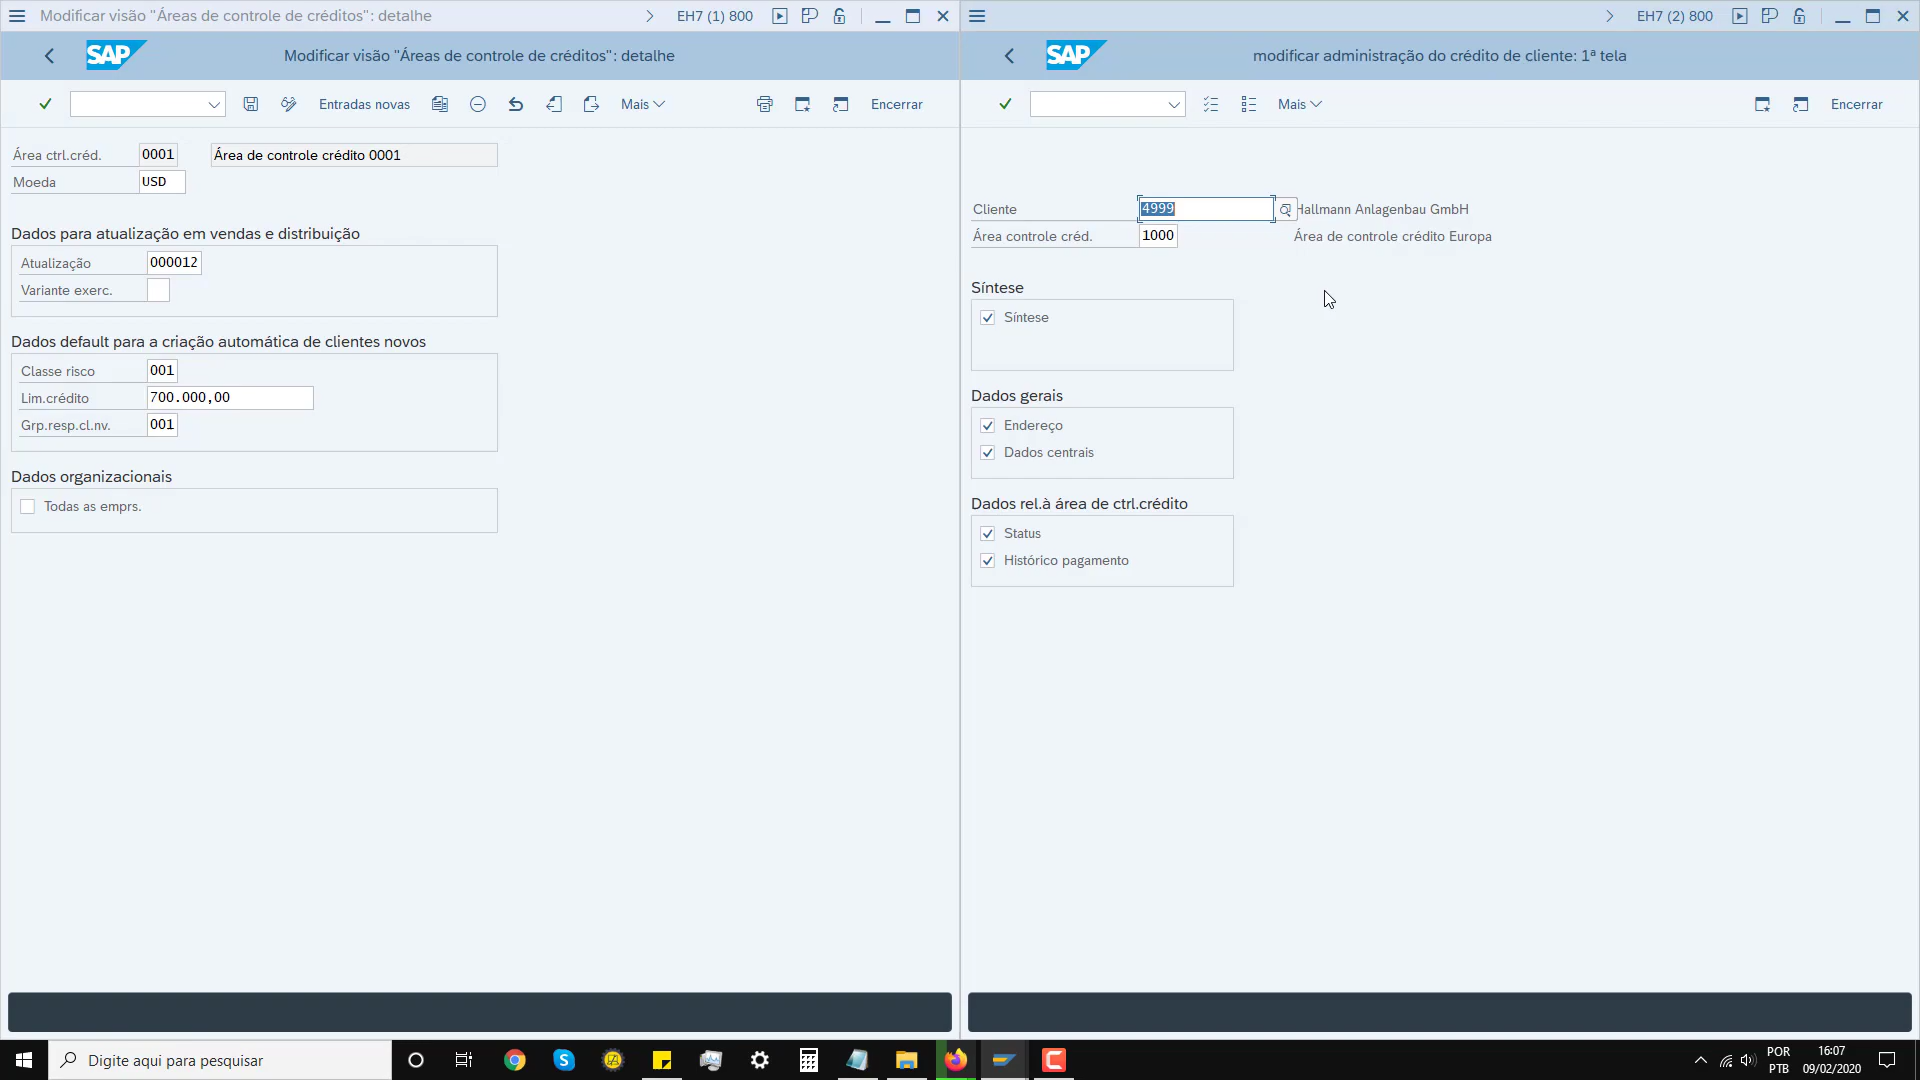 Modificar visão "Áreas de controle de créditos": detalhe
EH7 (1) 800
SAP
Modificar visão "Áreas de controle de créditos": detalhe
Entradas novas
Mais
Encerrar
Área ctrl.créd.
0001
Área de controle crédito 0001
Moeda
USD
Dados para atualização em vendas e distribuição
Atualização
000012
Variante exerc.
Dados default para a criação automática de clientes novos
Classe risco
001
Lim.crédito
700.000,00
Grp.resp.cl.nv.
001
Dados organizacionais
Todas as emprs.
EH7 (2) 800
SAP
modificar administração do crédito de cliente: 1ª tela
Mais
Encerrar
Cliente
4999
Hallmann Anlagenbau GmbH
Área controle créd.
1000
Área de controle crédito Europa
Síntese
Síntese
Dados gerais
Endereço
Dados centrais
Dados rel.à área de ctrl.crédito
Status
Histórico pagamento
Digite aqui para pesquisar
POR
PTB
16:07
09/02/2020